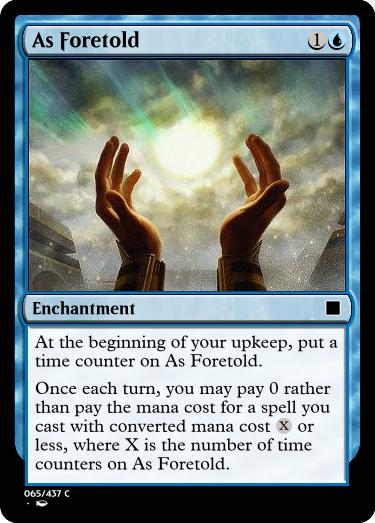 As Foretold 1
Enchantment
At the beginning of your upkeep, put a
time counter on As Foretold.
Once each turn, you may pay 0 rather
than pay the mana cost for a spell you
cast with converted mana cost X or
less, where X is the number of time
counters on As Foretold.
065/437 C